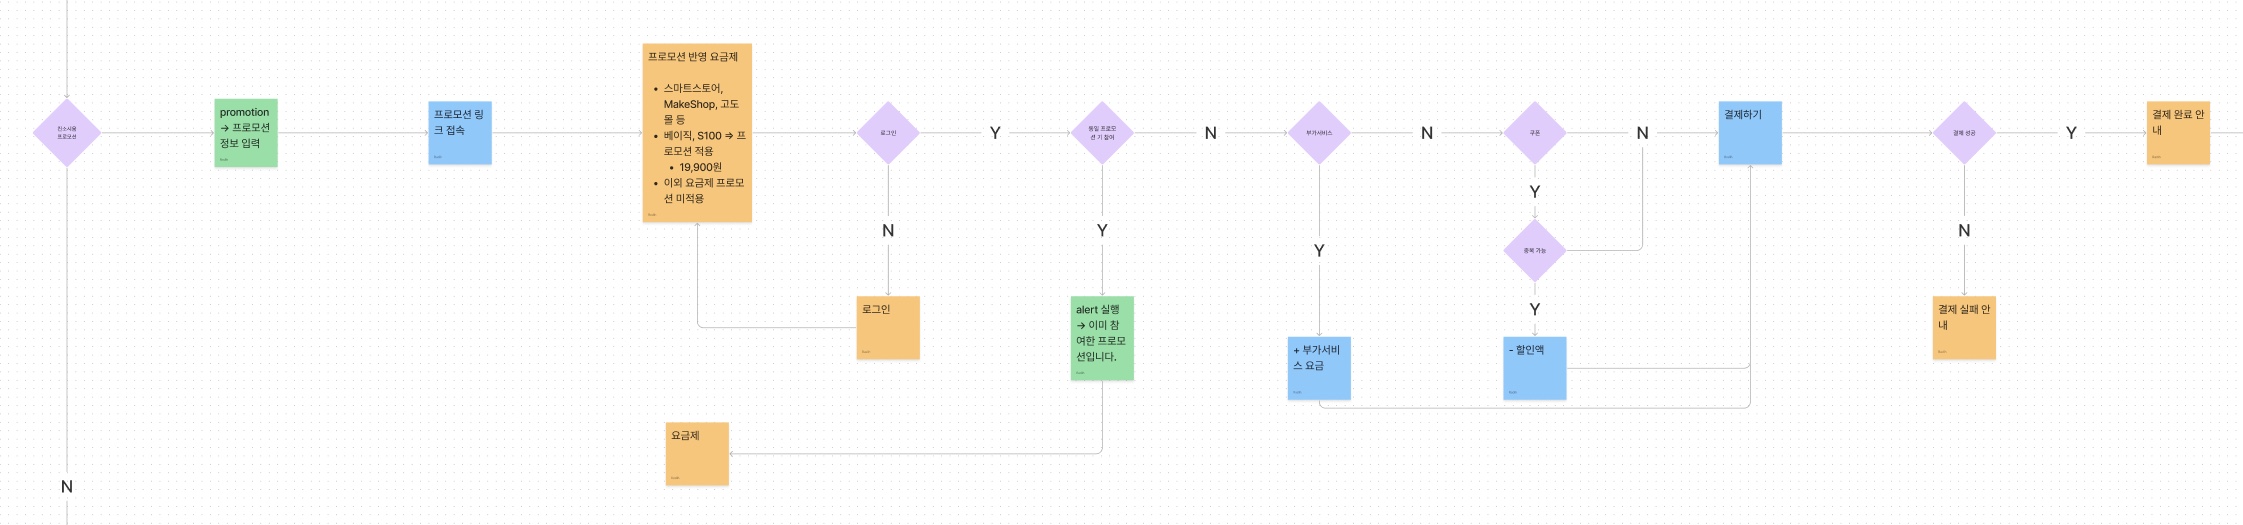 프로모션
promotion
→ 프로모션
정보 입력
프로모션 링
크 접속
프로모션 반영 요금제
• 스마트스토어,
MakeShop, 고도
몰 등
• 베이직, S100 => 프
로모션 적용
• 19,900원
• 이외 요금제 프로모
션 미적용
로그인
Y
N
로그인
동일 프로모
션 기 참여
N
Y
alert 실행
→ 이미 참
여한 프로모
션입니다.
요금제
부가서비스
N
Y
+ 부가서비
스 요금
쿠폰
N
Y
중복 가능
Y
- 할인액
결제하기
결제 성공
Y
N
결제 실패 안
내
결제 완료 안
내
N